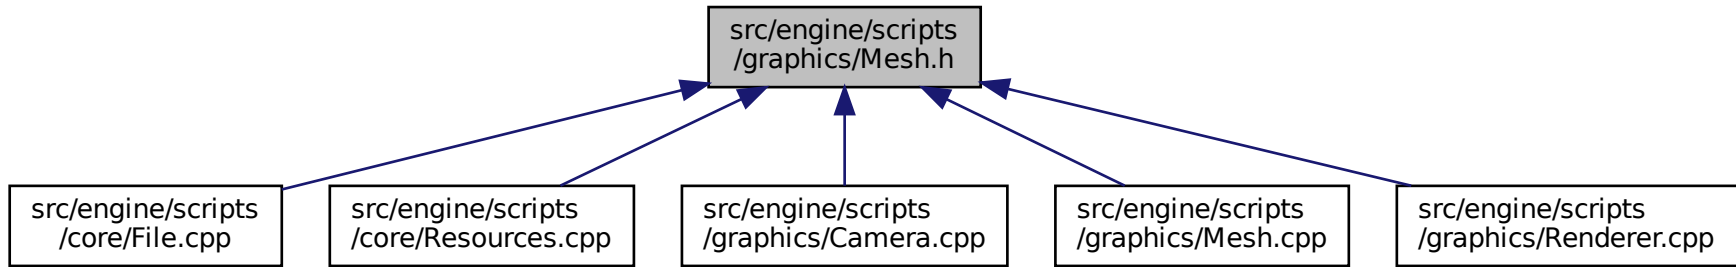 src/engine/scripts
/graphics/Mesh.h
src/engine/scripts
/core/File.cpp
src/engine/scripts
/core/Resources.cpp
src/engine/scripts
/graphics/Camera.cpp
src/engine/scripts
/graphics/Mesh.cpp
src/engine/scripts
/graphics/Renderer.cpp